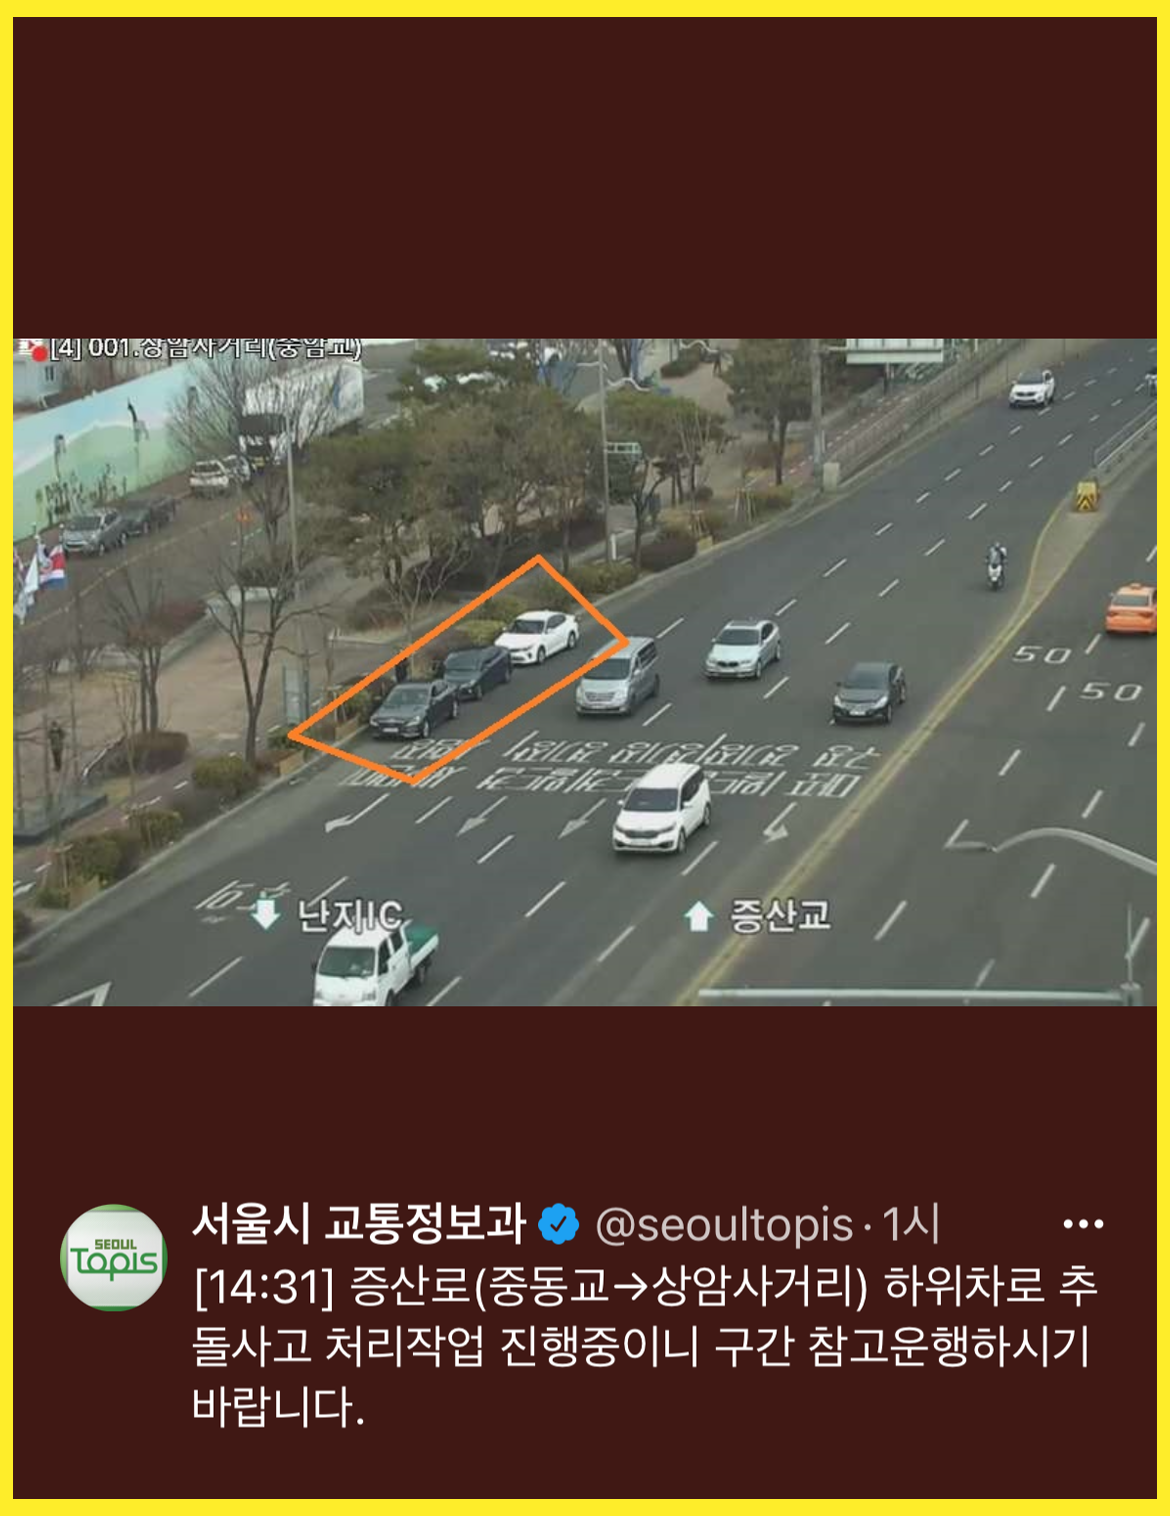 [4] 001.상암사거리(중암교)
50
50
난지IC
증산교
SEOUL
Topis
서울시 교통정보과 @seoultopis · 1시
[14:31] 증산로(중동교→상암사거리) 하위차로 추
돌사고 처리작업 진행중이니 구간 참고운행하시기
바랍니다.